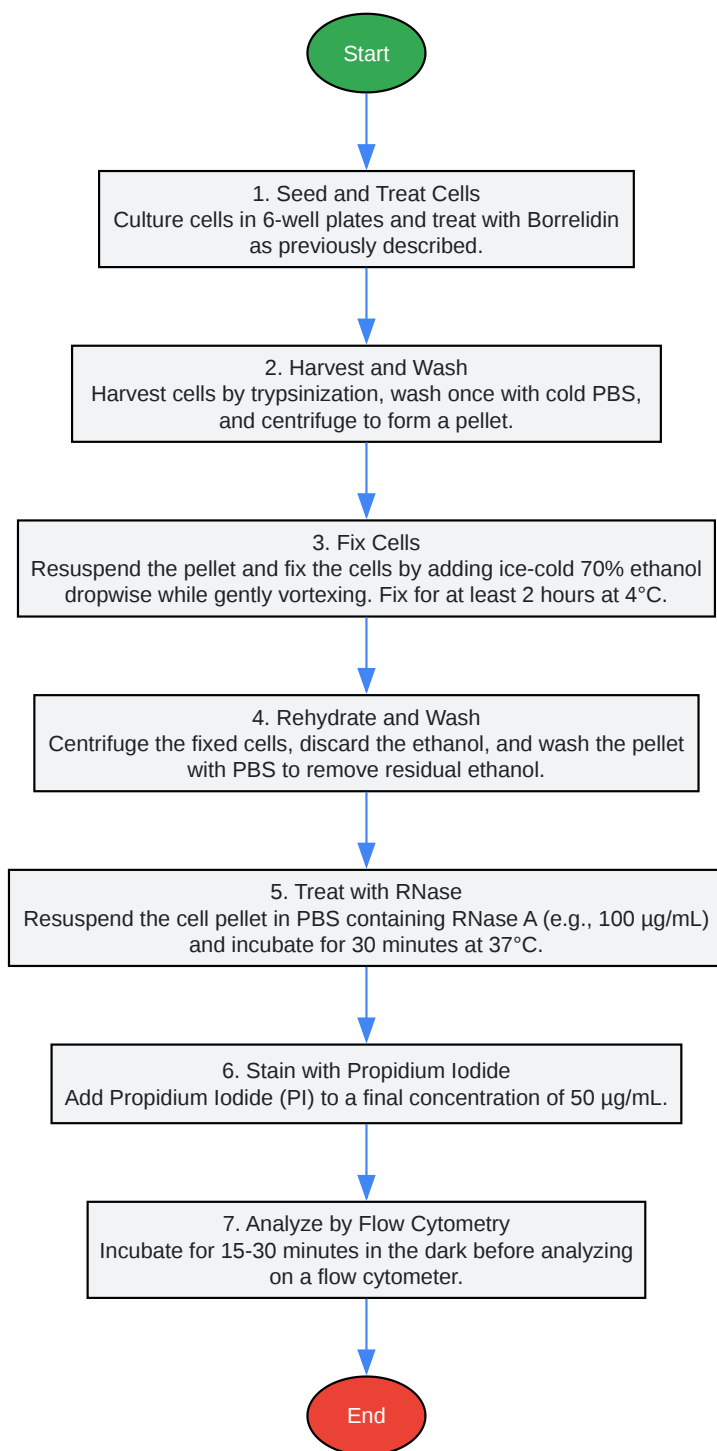 Start
1. Seed and Treat Cells
Culture cells in 6-well plates and treat with Borrelidin
as previously described.
2. Harvest and Wash
Harvest cells by trypsinization, wash once with cold PBS,
and centrifuge to form a pellet.
3. Fix Cells
Resuspend the pellet and fix the cells by adding ice-cold 70% ethanol
dropwise while gently vortexing. Fix for at least 2 hours at 4°C.
4. Rehydrate and Wash
Centrifuge the fixed cells, discard the ethanol, and wash the pellet
with PBS to remove residual ethanol.
5. Treat with RNase
Resuspend the cell pellet in PBS containing RNase A (e.g., 100 µg/mL)
and incubate for 30 minutes at 37°C.
6. Stain with Propidium Iodide
Add Propidium Iodide (PI) to a final concentration of 50 µg/mL.
7. Analyze by Flow Cytometry
Incubate for 15-30 minutes in the dark before analyzing
on a flow cytometer.
End